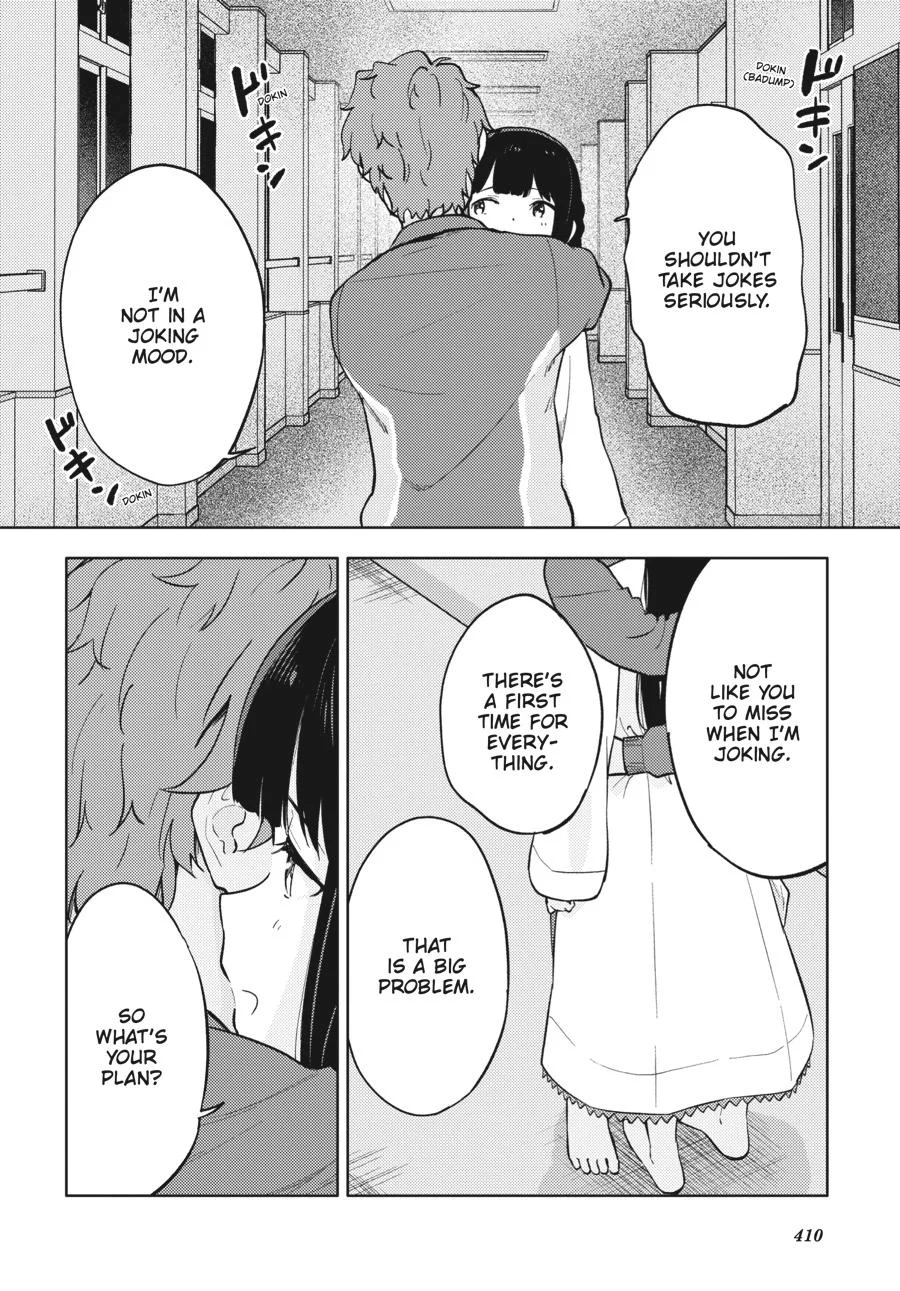 ドキン
DOKIN
(BADUMP)
YOU
SHOULDN'T
TAKE JOKES
SERIOUSLY.
ドキン
DOKIN
I'M
NOT IN A
JOKING
MOOD.
ドキン
DOKIN
NOT
LIKE YOU
TO MISS
WHEN I'M
JOKING.
THERE'S
A FIRST
TIME FOR
EVERY-
THING.
THAT
IS A BIG
PROBLEM.
SO
WHAT'S
YOUR
PLAN?
410